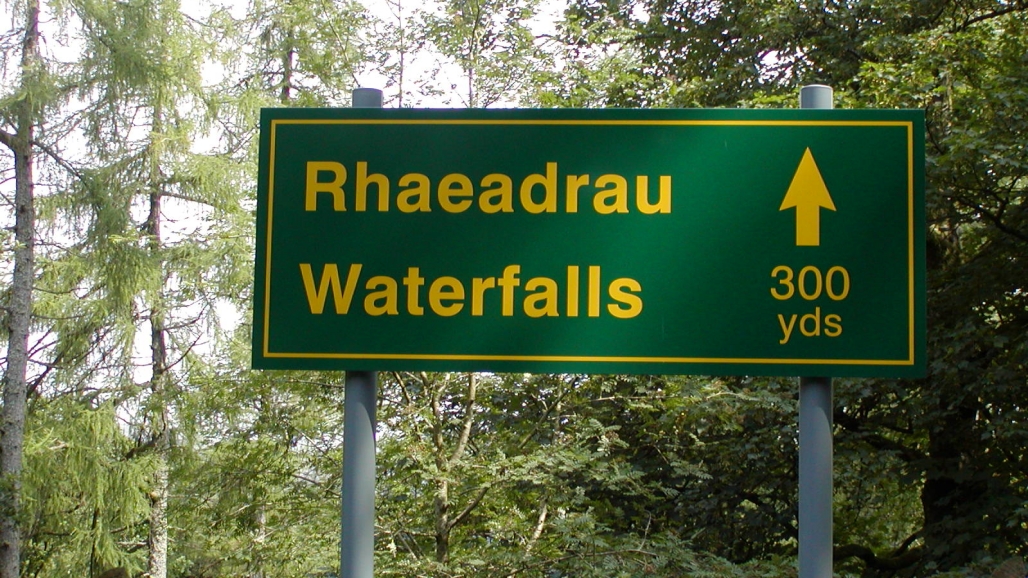 Rhaeadrau
Waterfalls
300
yds